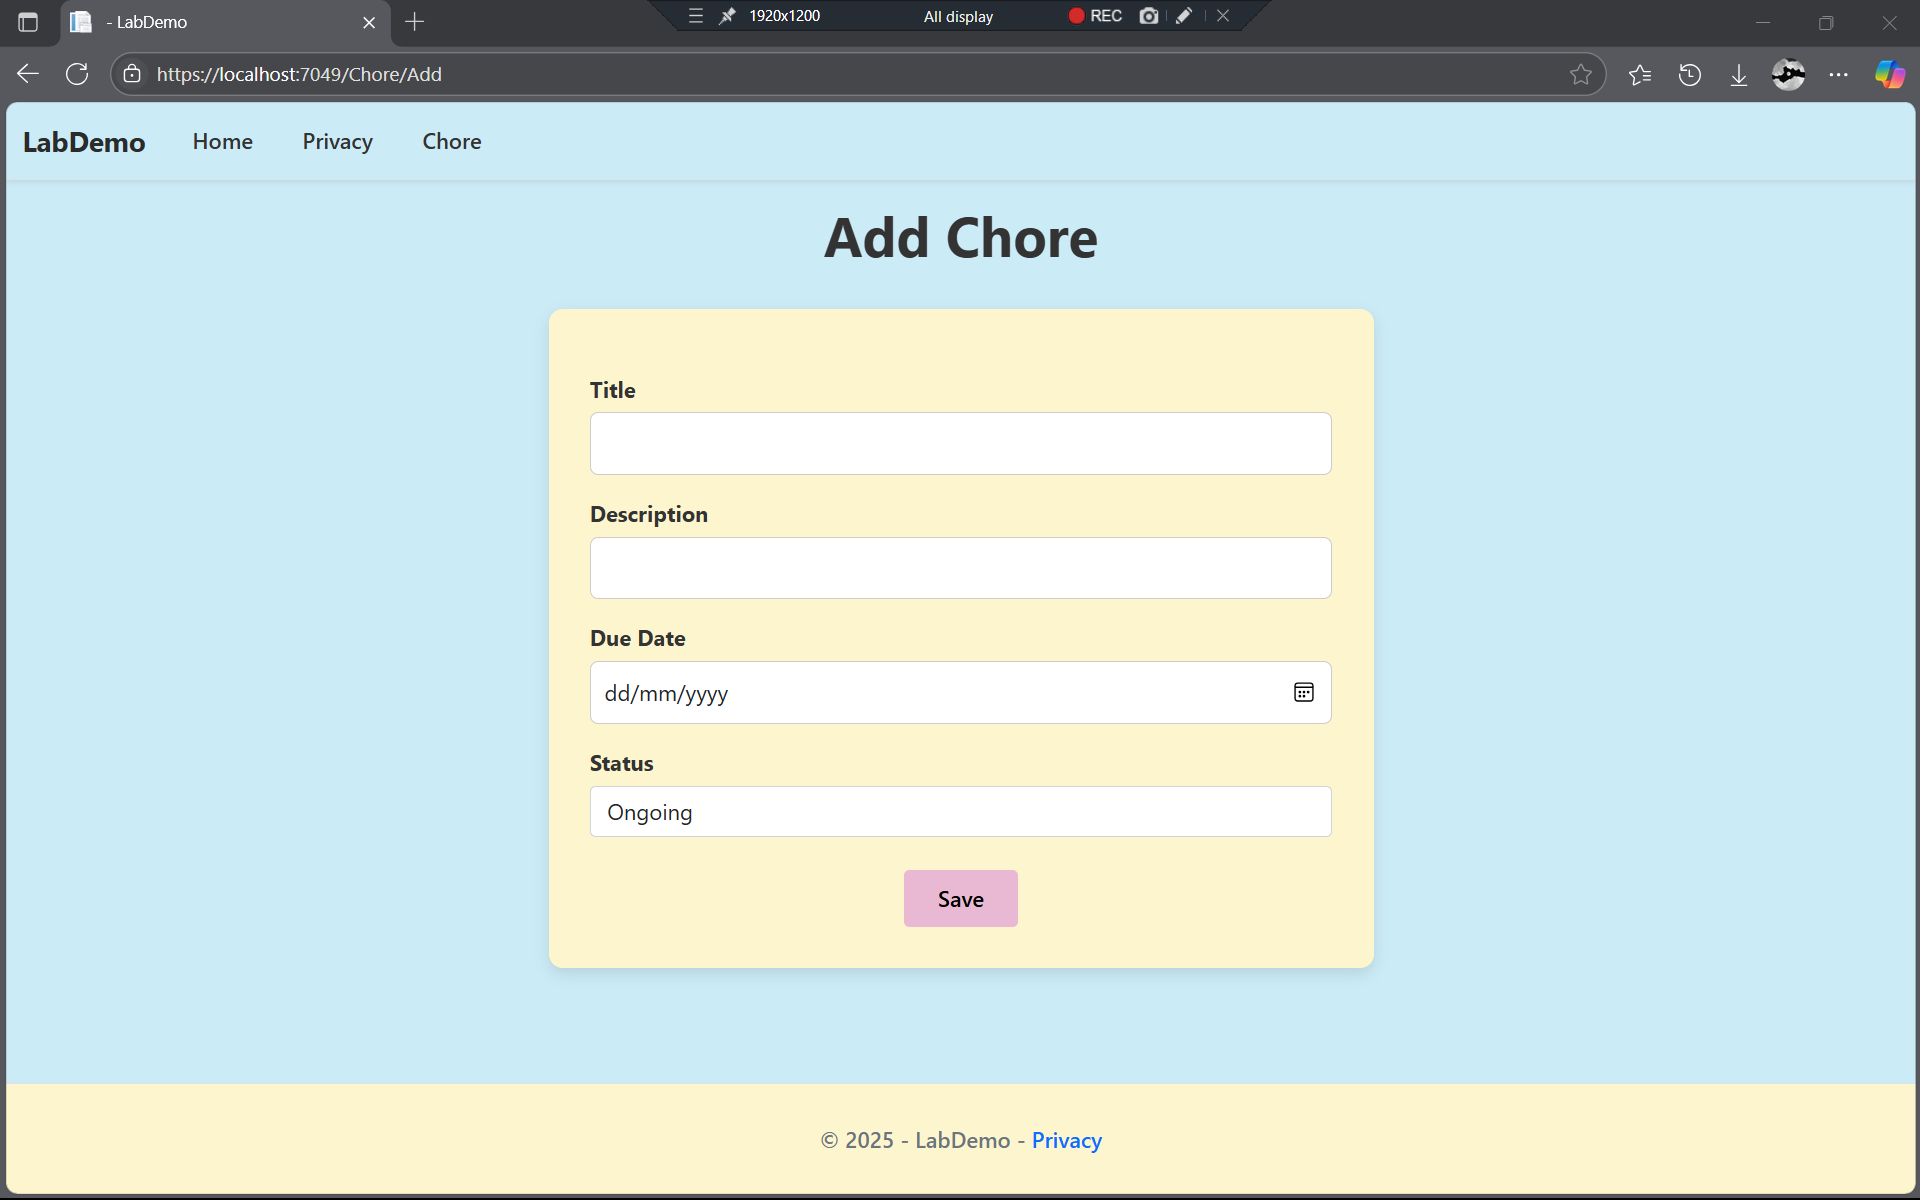 - LabDemo
1920x1200 All display REC
https://localhost:7049/Chore/Add
LabDemo Home Privacy Chore
Add Chore
Title
Description
Due Date
dd/mm/yyyy
Status
Ongoing
Save
© 2025 - LabDemo - Privacy